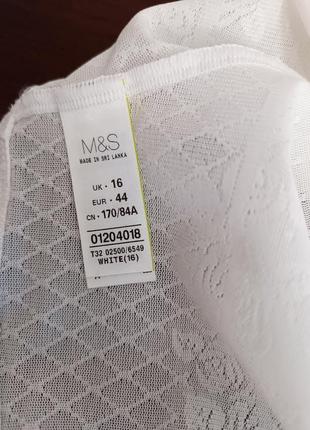 M&S
MADE IN SRI LANKA
UK · 16
EUR · 44
CN · 170/84A
01204018
T32 02500/6549
WHITE(16)